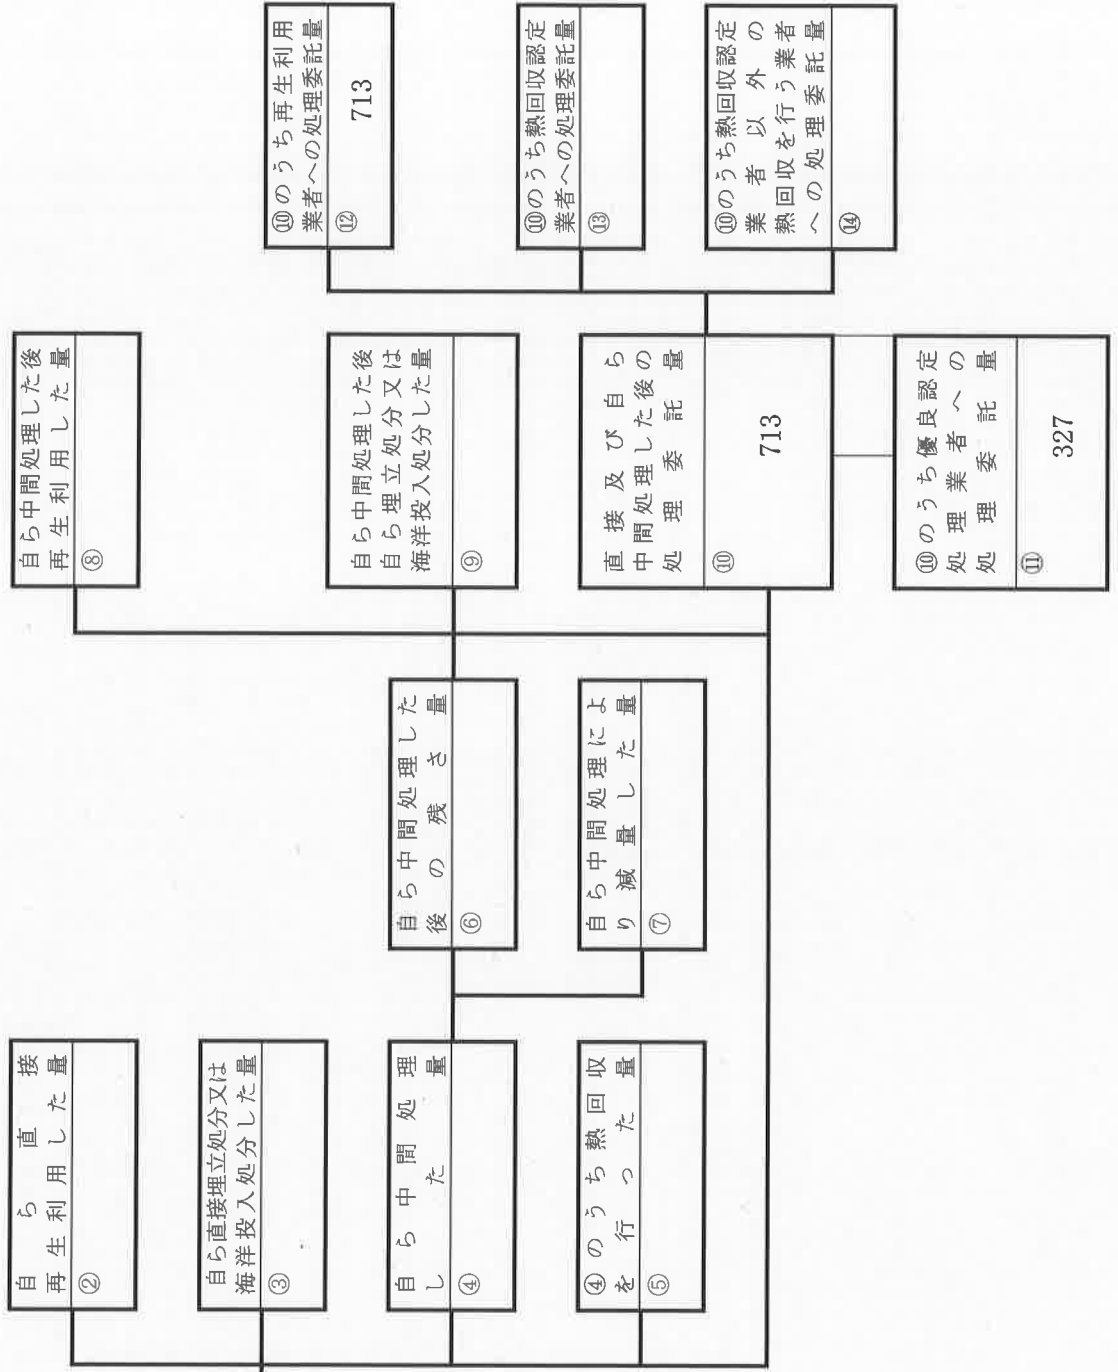 自ら直接
再生利用した量
②
自ら直接埋立処分又は
海洋投入処分した量
③
自ら中間処理
した量
④
④のうち熱回収
を行った量
⑤
自ら中間処理した
後の残さ量
⑥
自ら中間処理によ
り減量した量
⑦
自ら中間処理した後
再生利用した量
⑧
自ら中間処理した後
自ら埋立処分又は
海洋投入処分した量
⑨
直接及び自ら
中間処理した後の
処理委託量
⑩
713
⑩のうち優良認定
処理業者への
処理委託量
⑪
327
⑩のうち再生利用
業者への処理委託量
⑫
713
⑩のうち熱回収認定
業者への処理委託量
⑬
⑩のうち熱回収認定
業者以外の
熱回収を行う業者
への処理委託量
⑭